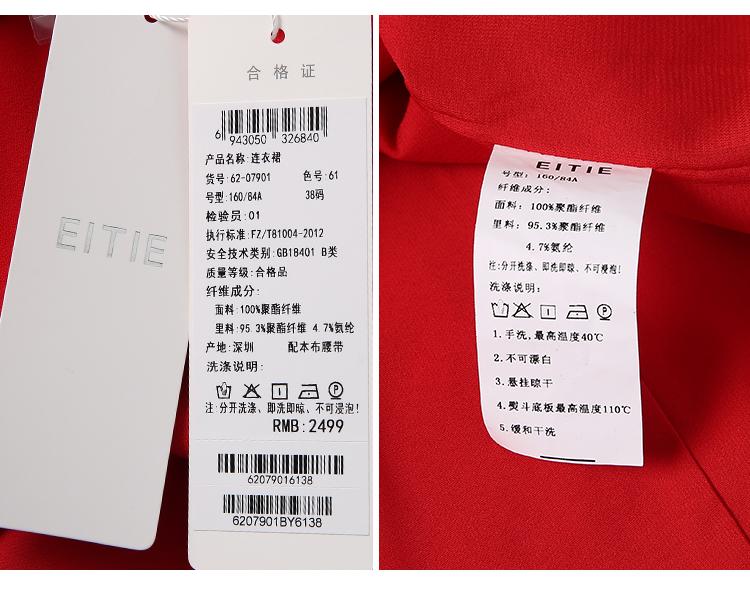 EITIE
合格证
6 943050 326840
产品名称:连衣裙
货号:62-07901 色号:61
号型:160/84A 38码
检验员:01
执行标准:FZ/T81004-2012
安全技术类别:GB18401 B类
质量等级:合格品
纤维成分:
面料:100%聚酯纤维
里料:95.3%聚酯纤维 4.7%氨纶
产地:深圳 配本布腰带
洗涤说明:
注:分开洗涤、即洗即晾、不可浸泡!
RMB:2499
62079016138
6207901BY6138
EITIE
号型:160/84A
纤维成分:
面料:100%聚酯纤维
里料:95.3%聚酯纤维
4.7%氨纶
注:分开洗涤、即洗即晾、不可浸泡!
洗涤说明:
1.手洗,最高温度40℃
2.不可漂白
3.悬挂晾干
4.熨斗底板最高温度110℃
5.缓和干洗